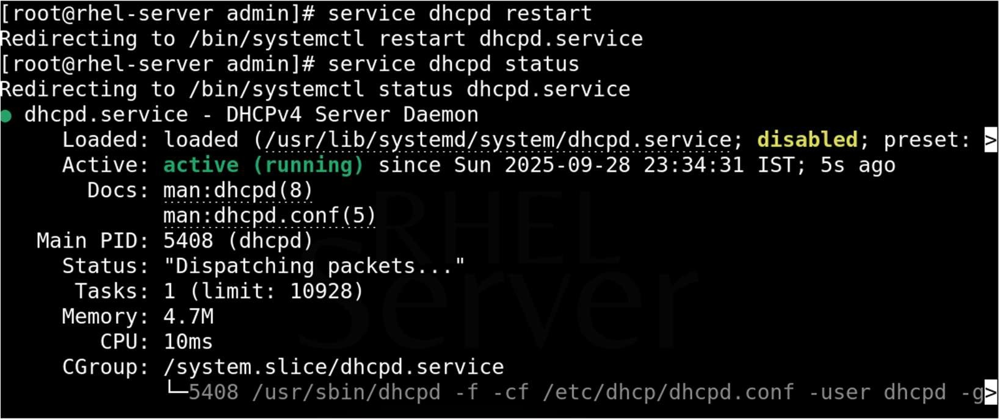 [root@rhel-server admin]# service dhcpd restart
Redirecting to /bin/systemctl restart dhcpd.service
[root@rhel-server admin]# service dhcpd status
Redirecting to /bin/systemctl status dhcpd.service
● dhcpd.service - DHCPv4 Server Daemon
     Loaded: loaded (/usr/lib/systemd/system/dhcpd.service; disabled; preset: >
     Active: active (running) since Sun 2025-09-28 23:34:31 IST; 5s ago
       Docs: man:dhcpd(8)
             man:dhcpd.conf(5)
   Main PID: 5408 (dhcpd)
     Status: "Dispatching packets..."
      Tasks: 1 (limit: 10928)
     Memory: 4.7M
        CPU: 10ms
     CGroup: /system.slice/dhcpd.service
             └─5408 /usr/sbin/dhcpd -f -cf /etc/dhcp/dhcpd.conf -user dhcpd -g>
RHEL
Server